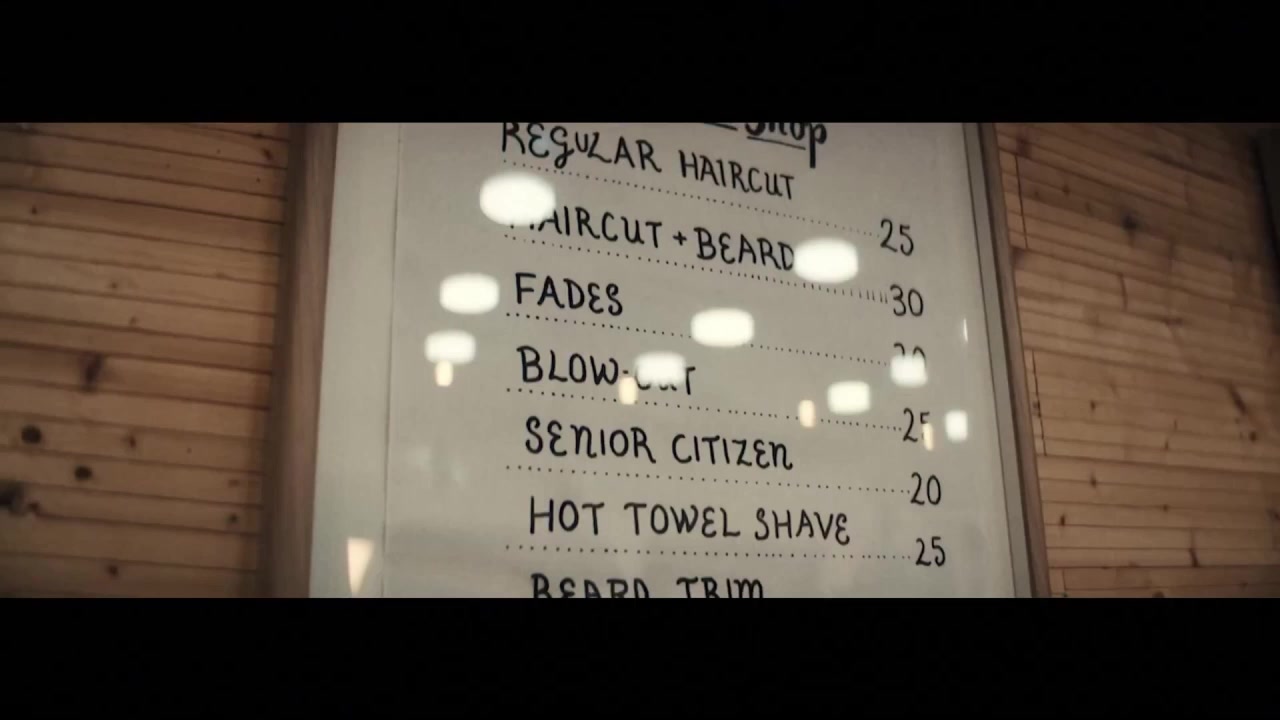 Shop
REGULAR HAIRCUT 25
HAIRCUT + BEARD 30
FADES
BLOW-OUT 25
SENIOR CITIZEN 20
HOT TOWEL SHAVE 25
BEARD TRIM